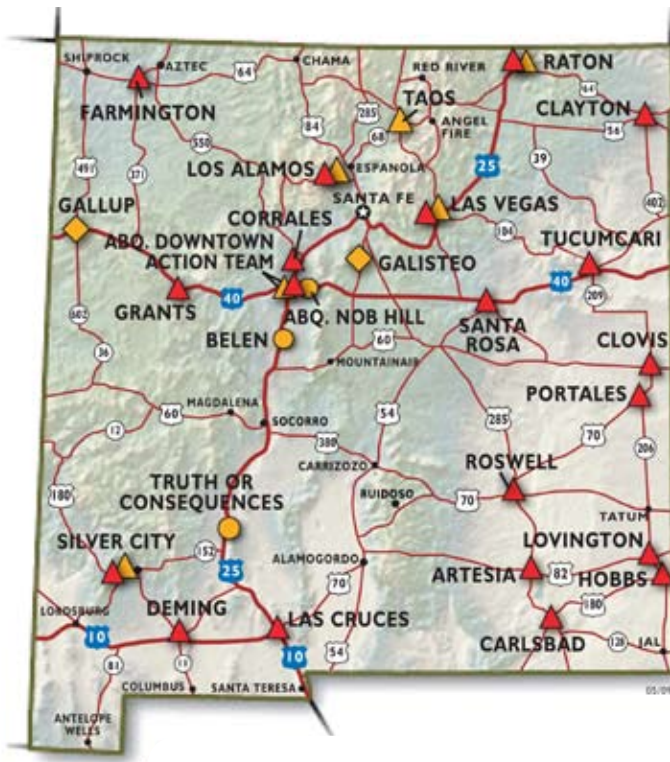 SHIPROCK
AZTEC
CHAMA
RED RIVER
RATON
64
FARMINGTON
TAOS
64
CLAYTON
285
84
68
ANGEL
FIRE
56
550
39
491
371
LOS ALAMOS
ESPANOLA
25
402
GALLUP
SANTA FE
LAS VEGAS
CORRALES
104
TUCUMCARI
ABQ. DOWNTOWN
ACTION TEAM
GALISTEO
40
40
209
GRANTS
ABQ. NOB HILL
SANTA
ROSA
602
BELEN
60
CLOVIS
36
MOUNTAINAIR
PORTALES
MAGDALENA
60
54
SOCORRO
285
70
12
380
206
CARRIZOZO
ROSWELL
180
TRUTH OR
CONSEQUENCES
RUIDOSO
70
TATUM
SILVER CITY
152
LOVINGTON
ALAMOGORDO
25
ARTESIA
82
HOBBS
70
180
LORDSBURG
DEMING
LAS CRUCES
CARLSBAD
10
10
54
128
JAL
81
11
COLUMBUS
SANTA TERESA
05/09
ANTELOPE
WELLS